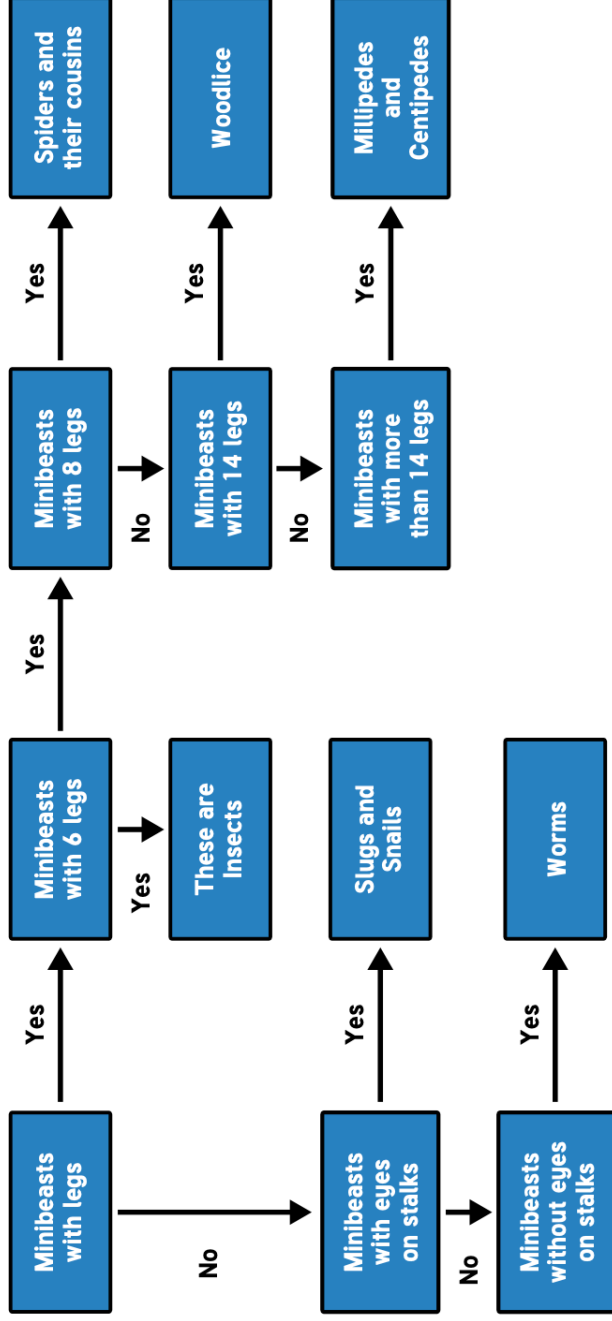 Minibeasts
with legs
Yes
Minibeasts
with 6 legs
Yes
Minibeasts
with 8 legs
Yes
Spiders and
their cousins
Yes
No
No
These are
Insects
Minibeasts
with 14 legs
Yes
Woodlice
No
Minibeasts
with eyes
on stalks
Yes
Slugs and
Snails
Minibeasts
with more
than 14 legs
Yes
Millipedes
and
Centipedes
No
Minibeasts
without eyes
on stalks
Yes
Worms